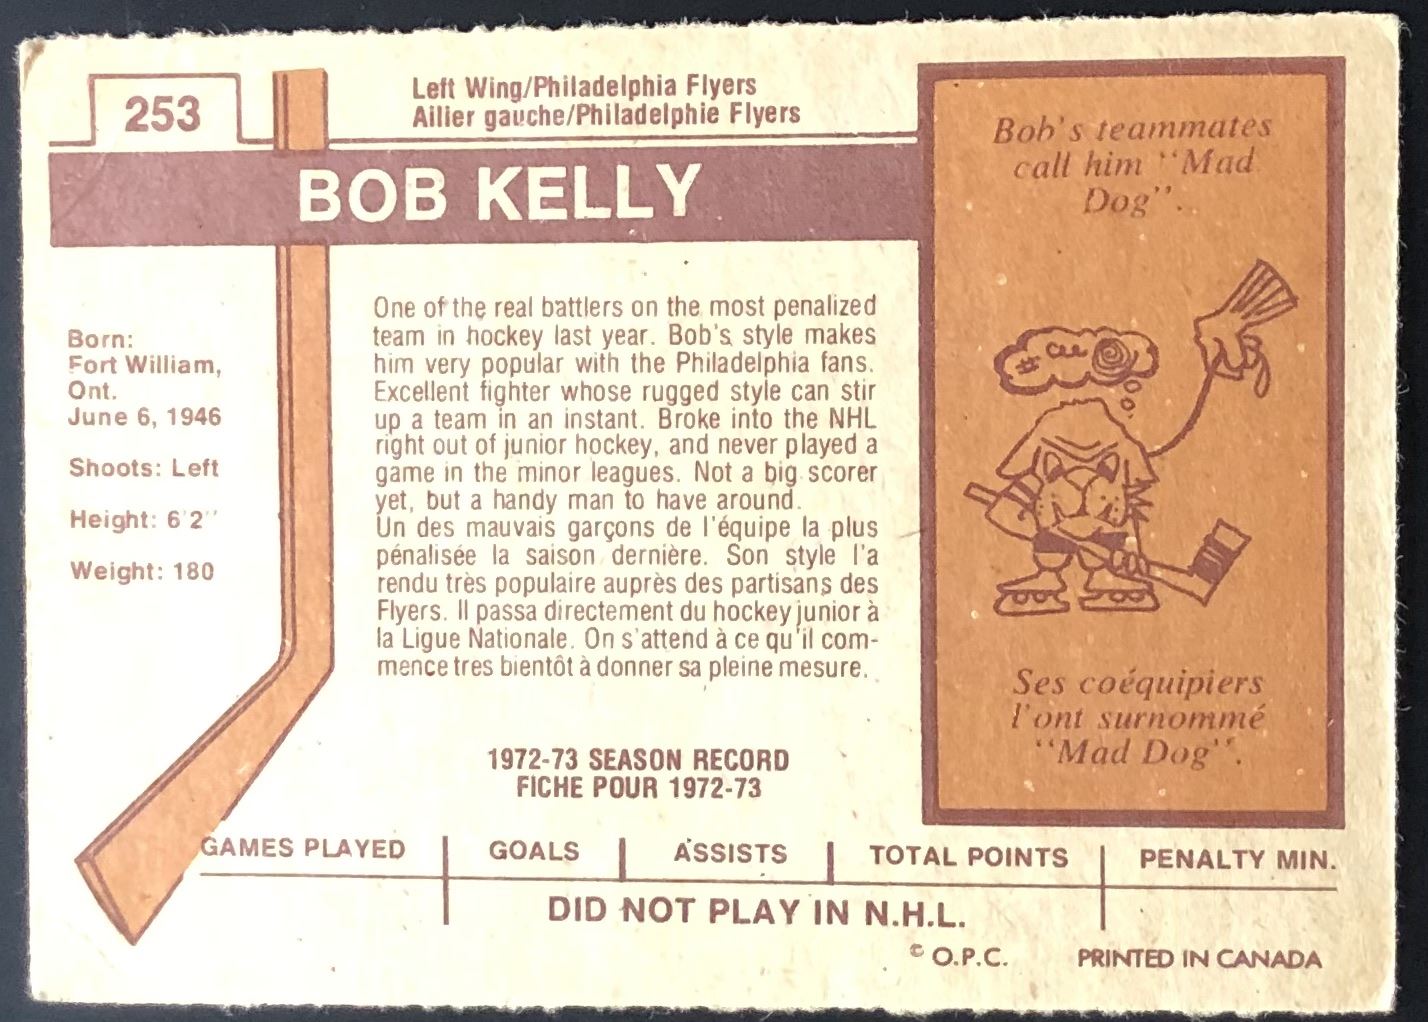 253
Left Wing/Philadelphia Flyers
Ailier gauche/Philadelphie Flyers
BOB KELLY
Born:
Fort William,
Ont.
June 6, 1946
Shoots: Left
Height: 6'2''
Weight: 180
One of the real battlers on the most penalized
team in hockey last year. Bob's style makes
him very popular with the Philadelphia fans.
Excellent fighter whose rugged style can stir
up a team in an instant. Broke into the NHL
right out of junior hockey, and never played a
game in the minor leagues. Not a big scorer
yet, but a handy man to have around.
Un des mauvais garçons de l'équipe la plus
pénalisée la saison dernière. Son style l'a
rendu très populaire auprès des partisans des
Flyers. Il passa directement du hockey junior à
la Ligue Nationale. On s'attend à ce qu'il com-
mence tres bientôt à donner sa pleine mesure.
Bob's teammates
call him "Mad
Dog".
Ses coéquipiers
l'ont surnommé
"Mad Dog".
1972-73 SEASON RECORD
FICHE POUR 1972-73
GAMES PLAYED GOALS ASSISTS TOTAL POINTS PENALTY MIN.
DID NOT PLAY IN N.H.L.
© O.P.C. PRINTED IN CANADA